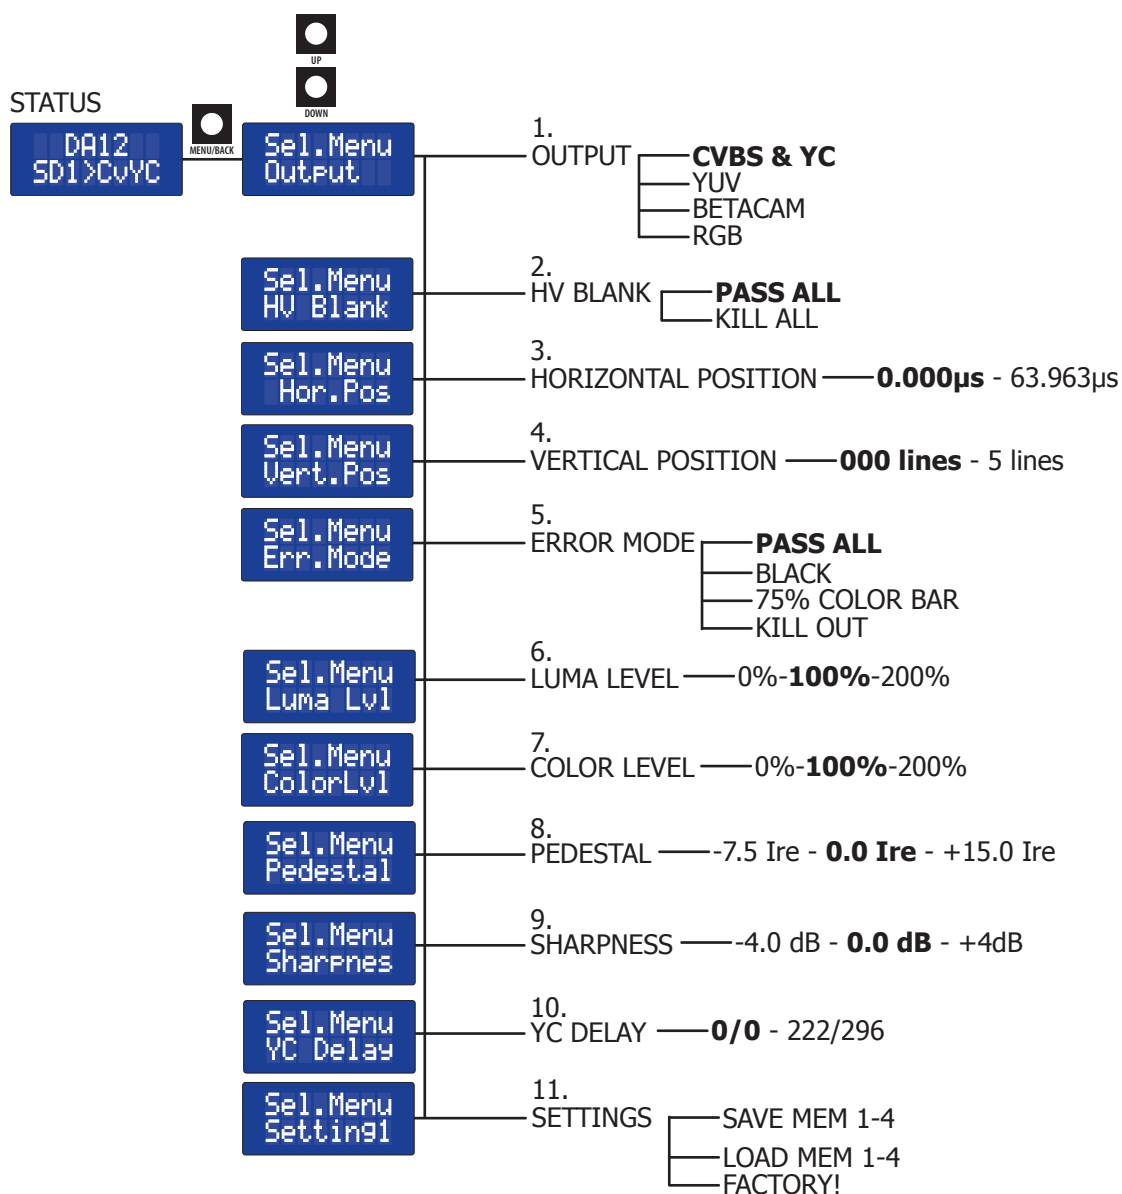 UP
DOWN
STATUS
MENU/BACK
DA12
SD1>CvYC
Sel.Menu
Output
1.
OUTPUT
CVBS & YC
YUV
BETACAM
RGB
Sel.Menu
HV Blank
2.
HV BLANK
PASS ALL
KILL ALL
Sel.Menu
Hor.Pos
3.
HORIZONTAL POSITION
0.000µs - 63.963µs
Sel.Menu
Vert.Pos
4.
VERTICAL POSITION
000 lines - 5 lines
Sel.Menu
Err.Mode
5.
ERROR MODE
PASS ALL
BLACK
75% COLOR BAR
KILL OUT
Sel.Menu
Luma Lvl
6.
LUMA LEVEL
0%-100%-200%
Sel.Menu
ColorLvl
7.
COLOR LEVEL
0%-100%-200%
Sel.Menu
Pedestal
8.
PEDESTAL
-7.5 Ire - 0.0 Ire - +15.0 Ire
Sel.Menu
Sharpnes
9.
SHARPNESS
-4.0 dB - 0.0 dB - +4dB
Sel.Menu
YC Delay
10.
YC DELAY
0/0 - 222/296
Sel.Menu
Setting1
11.
SETTINGS
SAVE MEM 1-4
LOAD MEM 1-4
FACTORY!